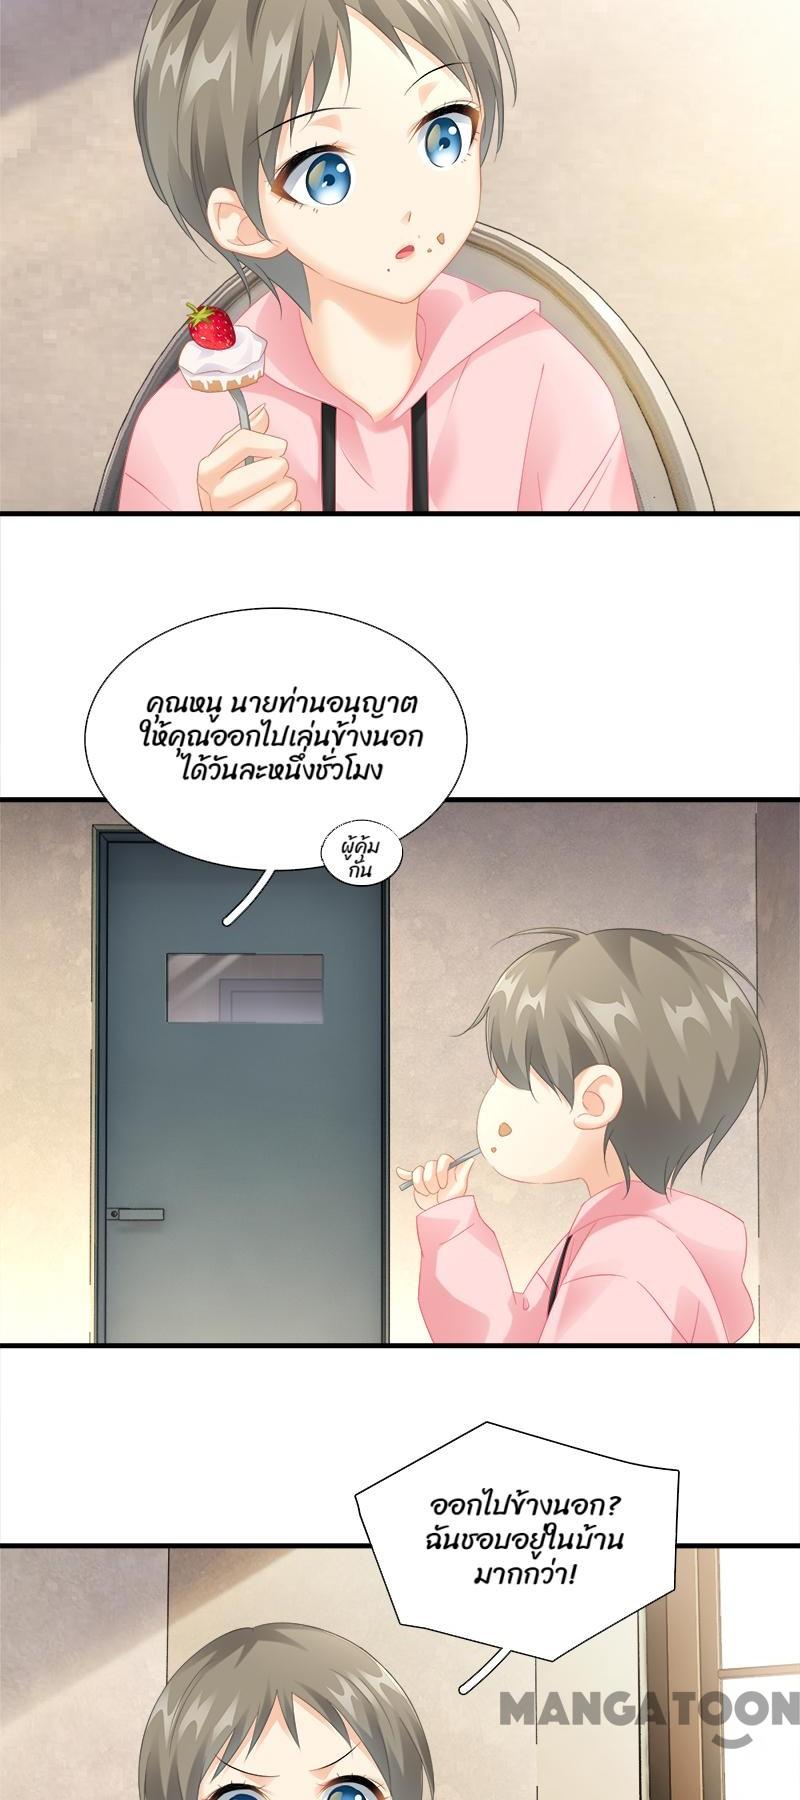 คุณหนู นายท่านอนุญาต
ให้คุณออกไปเล่นข้างนอก
ได้วันละหนึ่งชั่วโมง
ผู้คุ้ม
กัน
ออกไปข้างนอก?
ฉันชอบอยู่ในบ้าน
มากกว่า!
MANGATOON